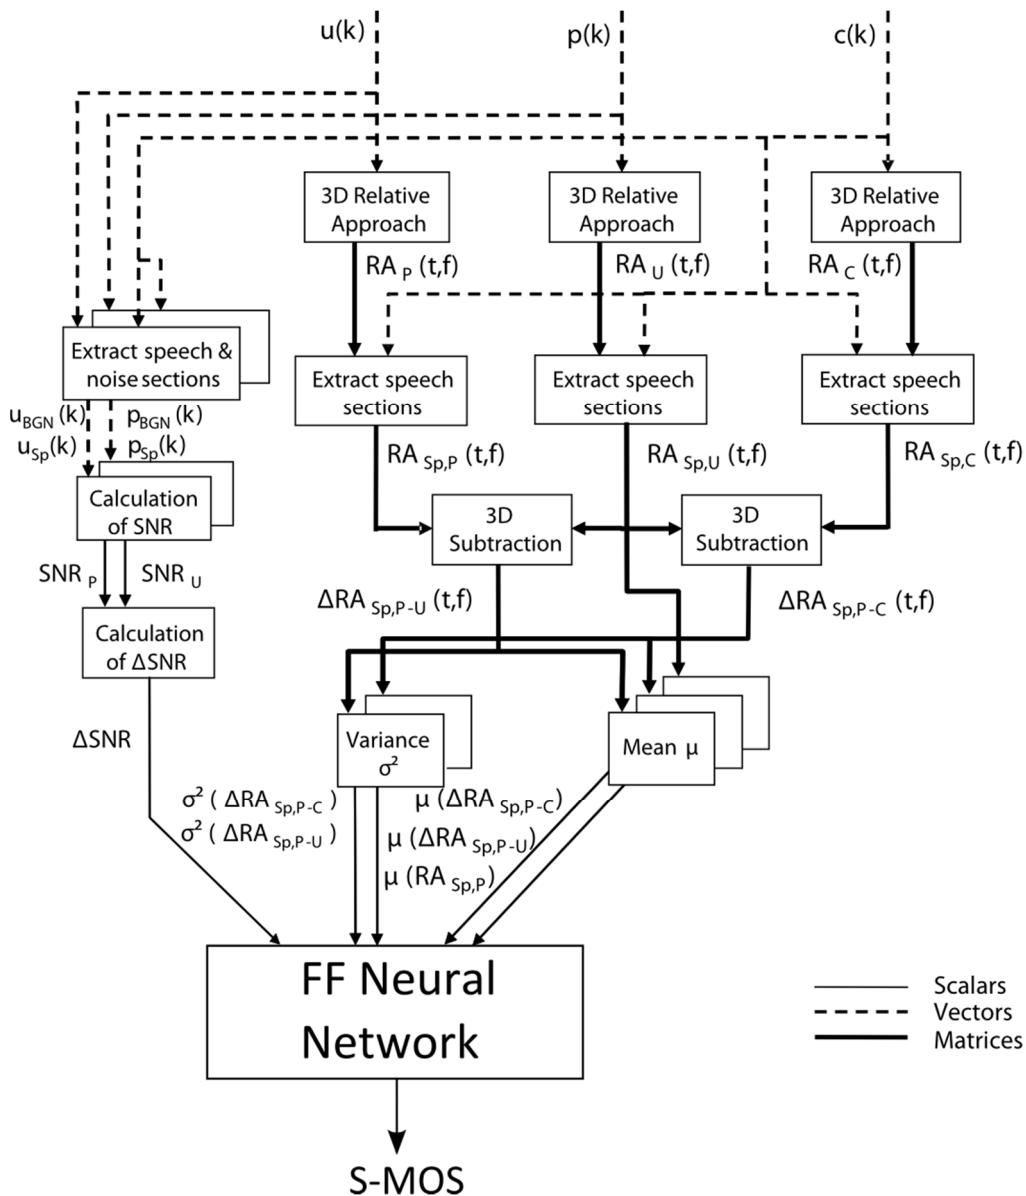 u(k)
p(k)
c(k)
3D Relative
Approach
3D Relative
Approach
3D Relative
Approach
RA P (t,f)
RA U (t,f)
RA C (t,f)
Extract speech &
noise sections
Extract speech
sections
Extract speech
sections
Extract speech
sections
uBGN (k)
pBGN (k)
uSp(k)
pSp(k)
RA Sp,P (t,f)
RA Sp,U (t,f)
RA Sp,C (t,f)
Calculation
of SNR
3D
Subtraction
3D
Subtraction
SNR P
SNR U
ΔRA Sp,P-U (t,f)
ΔRA Sp,P-C (t,f)
Calculation
of ΔSNR
ΔSNR
Variance
σ²
Mean μ
σ² ( ΔRA Sp,P-C )
σ² ( ΔRA Sp,P-U )
μ (ΔRA Sp,P-C)
μ (ΔRA Sp,P-U)
μ (RA Sp,P)
FF Neural
Network
Scalars
Vectors
Matrices
S-MOS